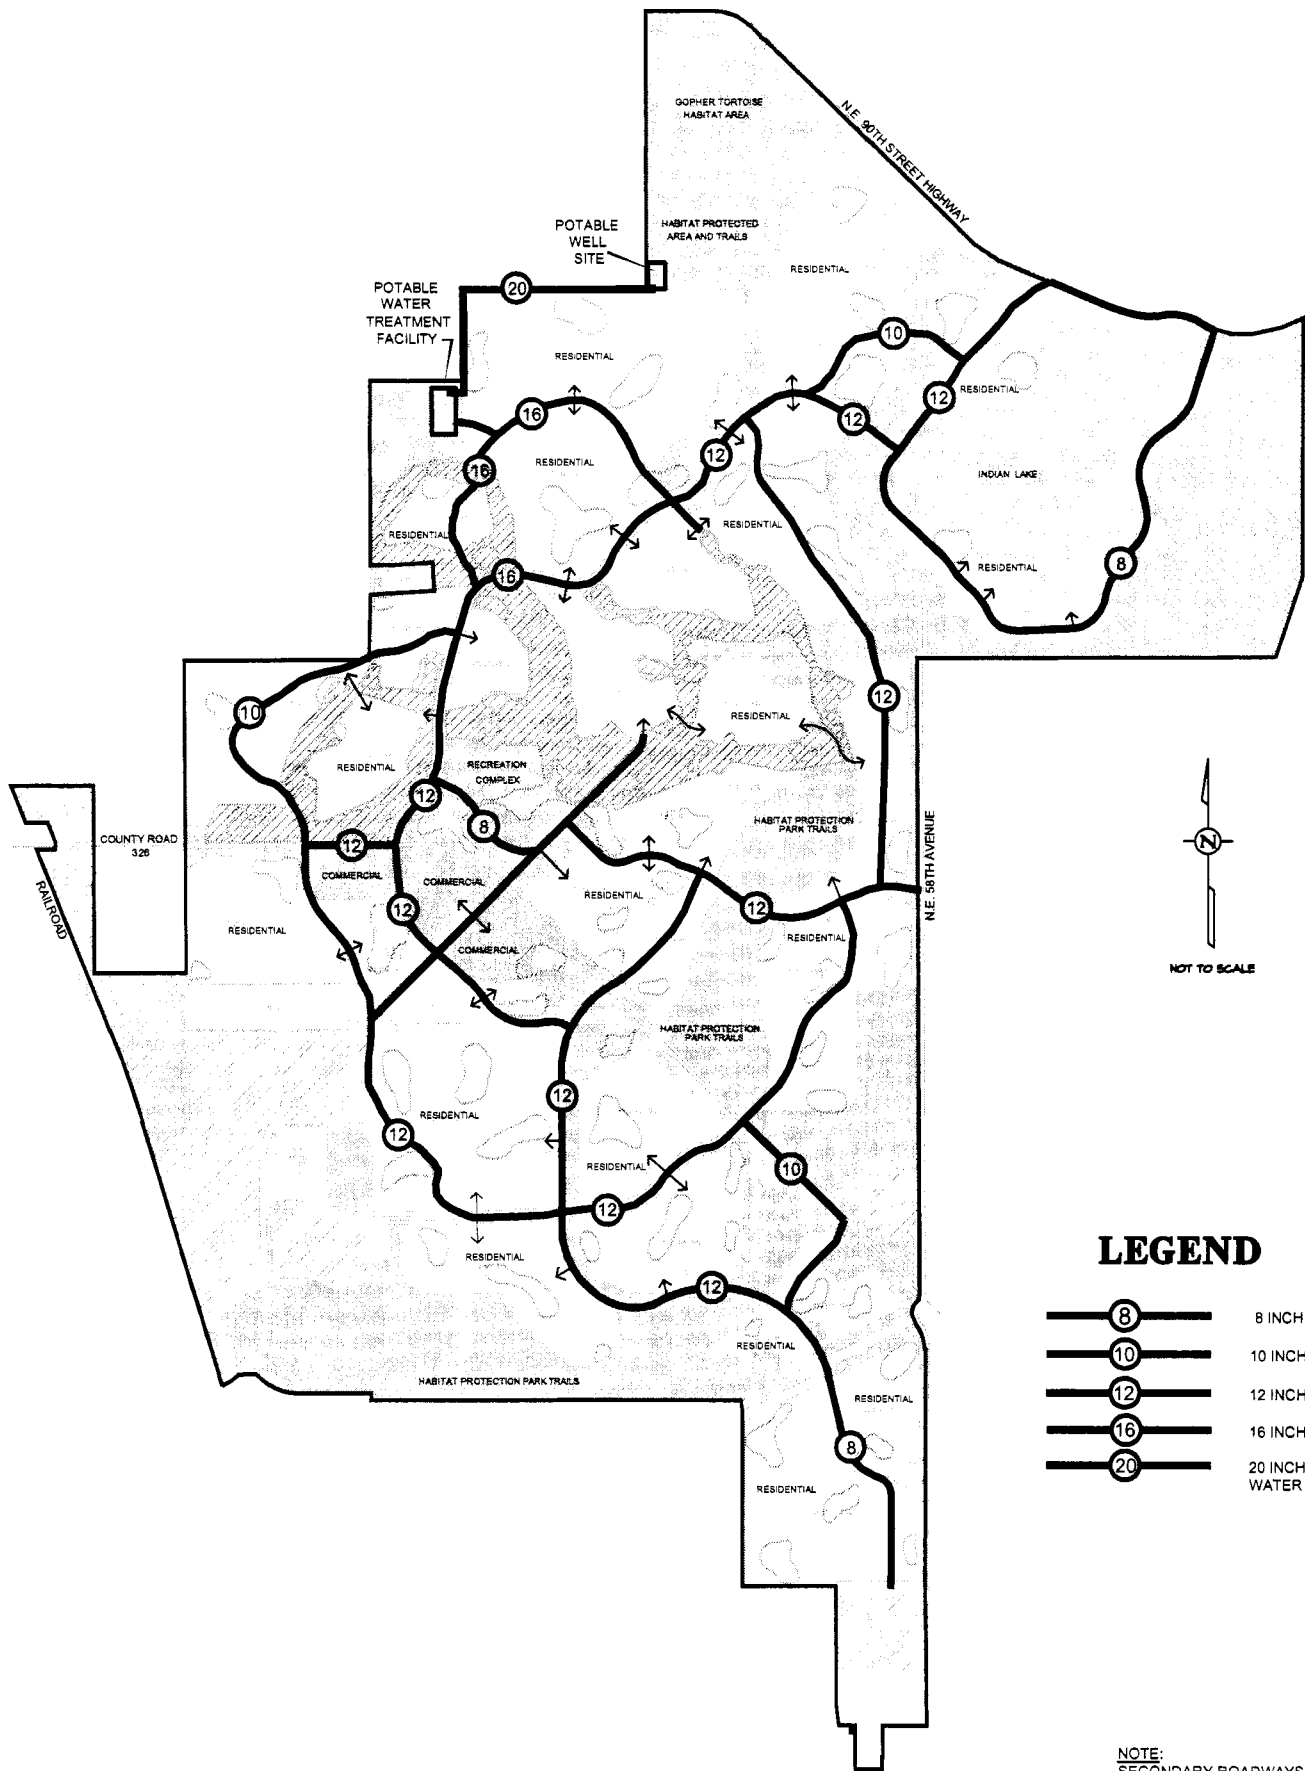 GOPHER TORTOISE
HABITAT AREA
N.E. 90TH STREET HIGHWAY
POTABLE
WELL
SITE
HABITAT PROTECTED
AREA AND TRAILS
RESIDENTIAL
20
POTABLE
WATER
TREATMENT
FACILITY
RESIDENTIAL
10
RESIDENTIAL
12
16
12
12
RESIDENTIAL
16
INDIAN LAKE
RESIDENTIAL
RESIDENTIAL
16
RESIDENTIAL
8
12
10
RESIDENTIAL
RESIDENTIAL
RECREATION
COMPLEX
12
8
HABITAT PROTECTION
PARK TRAILS
N.E. 58TH AVENUE
N
NOT TO SCALE
COUNTY ROAD
326
RAILROAD
12
COMMERCIAL
COMMERCIAL
RESIDENTIAL
12
12
RESIDENTIAL
RESIDENTIAL
COMMERCIAL
HABITAT PROTECTION
PARK TRAILS
12
RESIDENTIAL
12
RESIDENTIAL
10
12
RESIDENTIAL
12
RESIDENTIAL
HABITAT PROTECTION PARK TRAILS
RESIDENTIAL
8
RESIDENTIAL
LEGEND
8 8 INCH
10 10 INCH
12 12 INCH
16 16 INCH
20 20 INCH
WATER
NOTE:
SECONDARY ROADWAYS